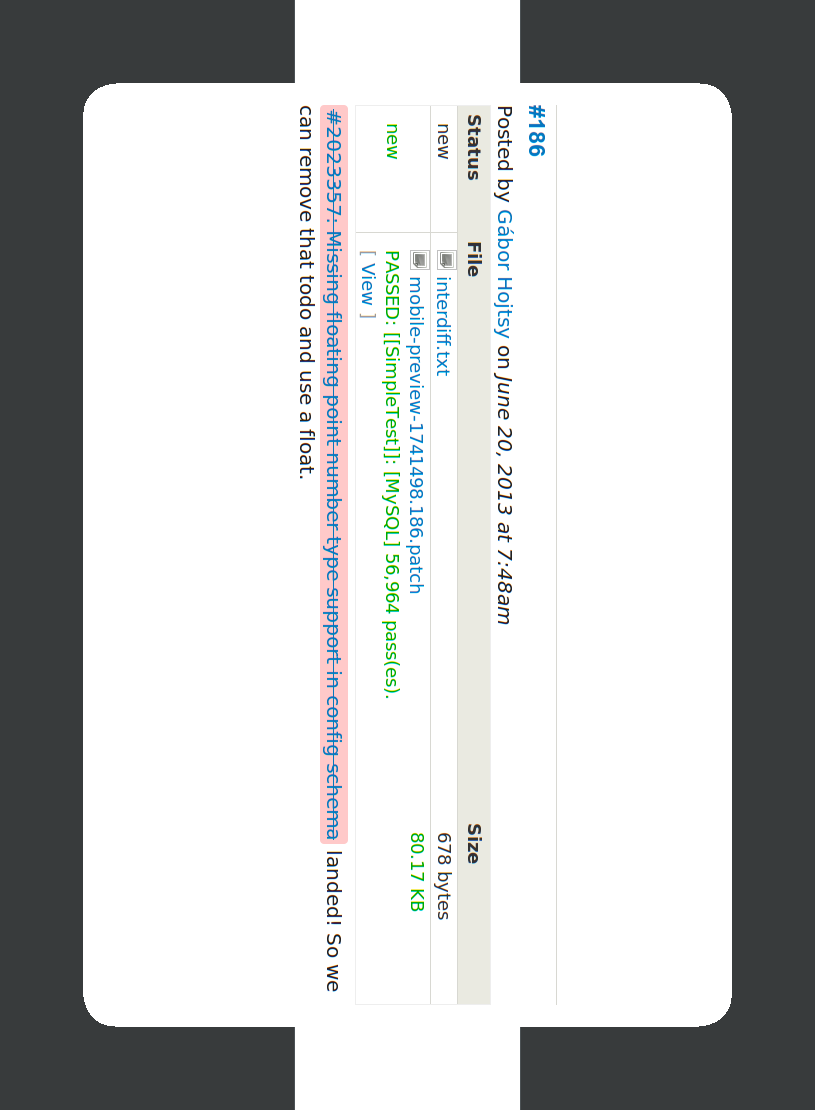 #186
Posted by Gábor Hojtsy on June 20, 2013 at 7:48am
Status File Size
new interdiff.txt 678 bytes
new mobile-preview-1741498.186.patch 80.17 KB
PASSED: [[SimpleTest]]: [MySQL] 56,964 pass(es).
[ View ]
#2023357: Missing floating point number type support in config schema landed! So we
can remove that todo and use a float.